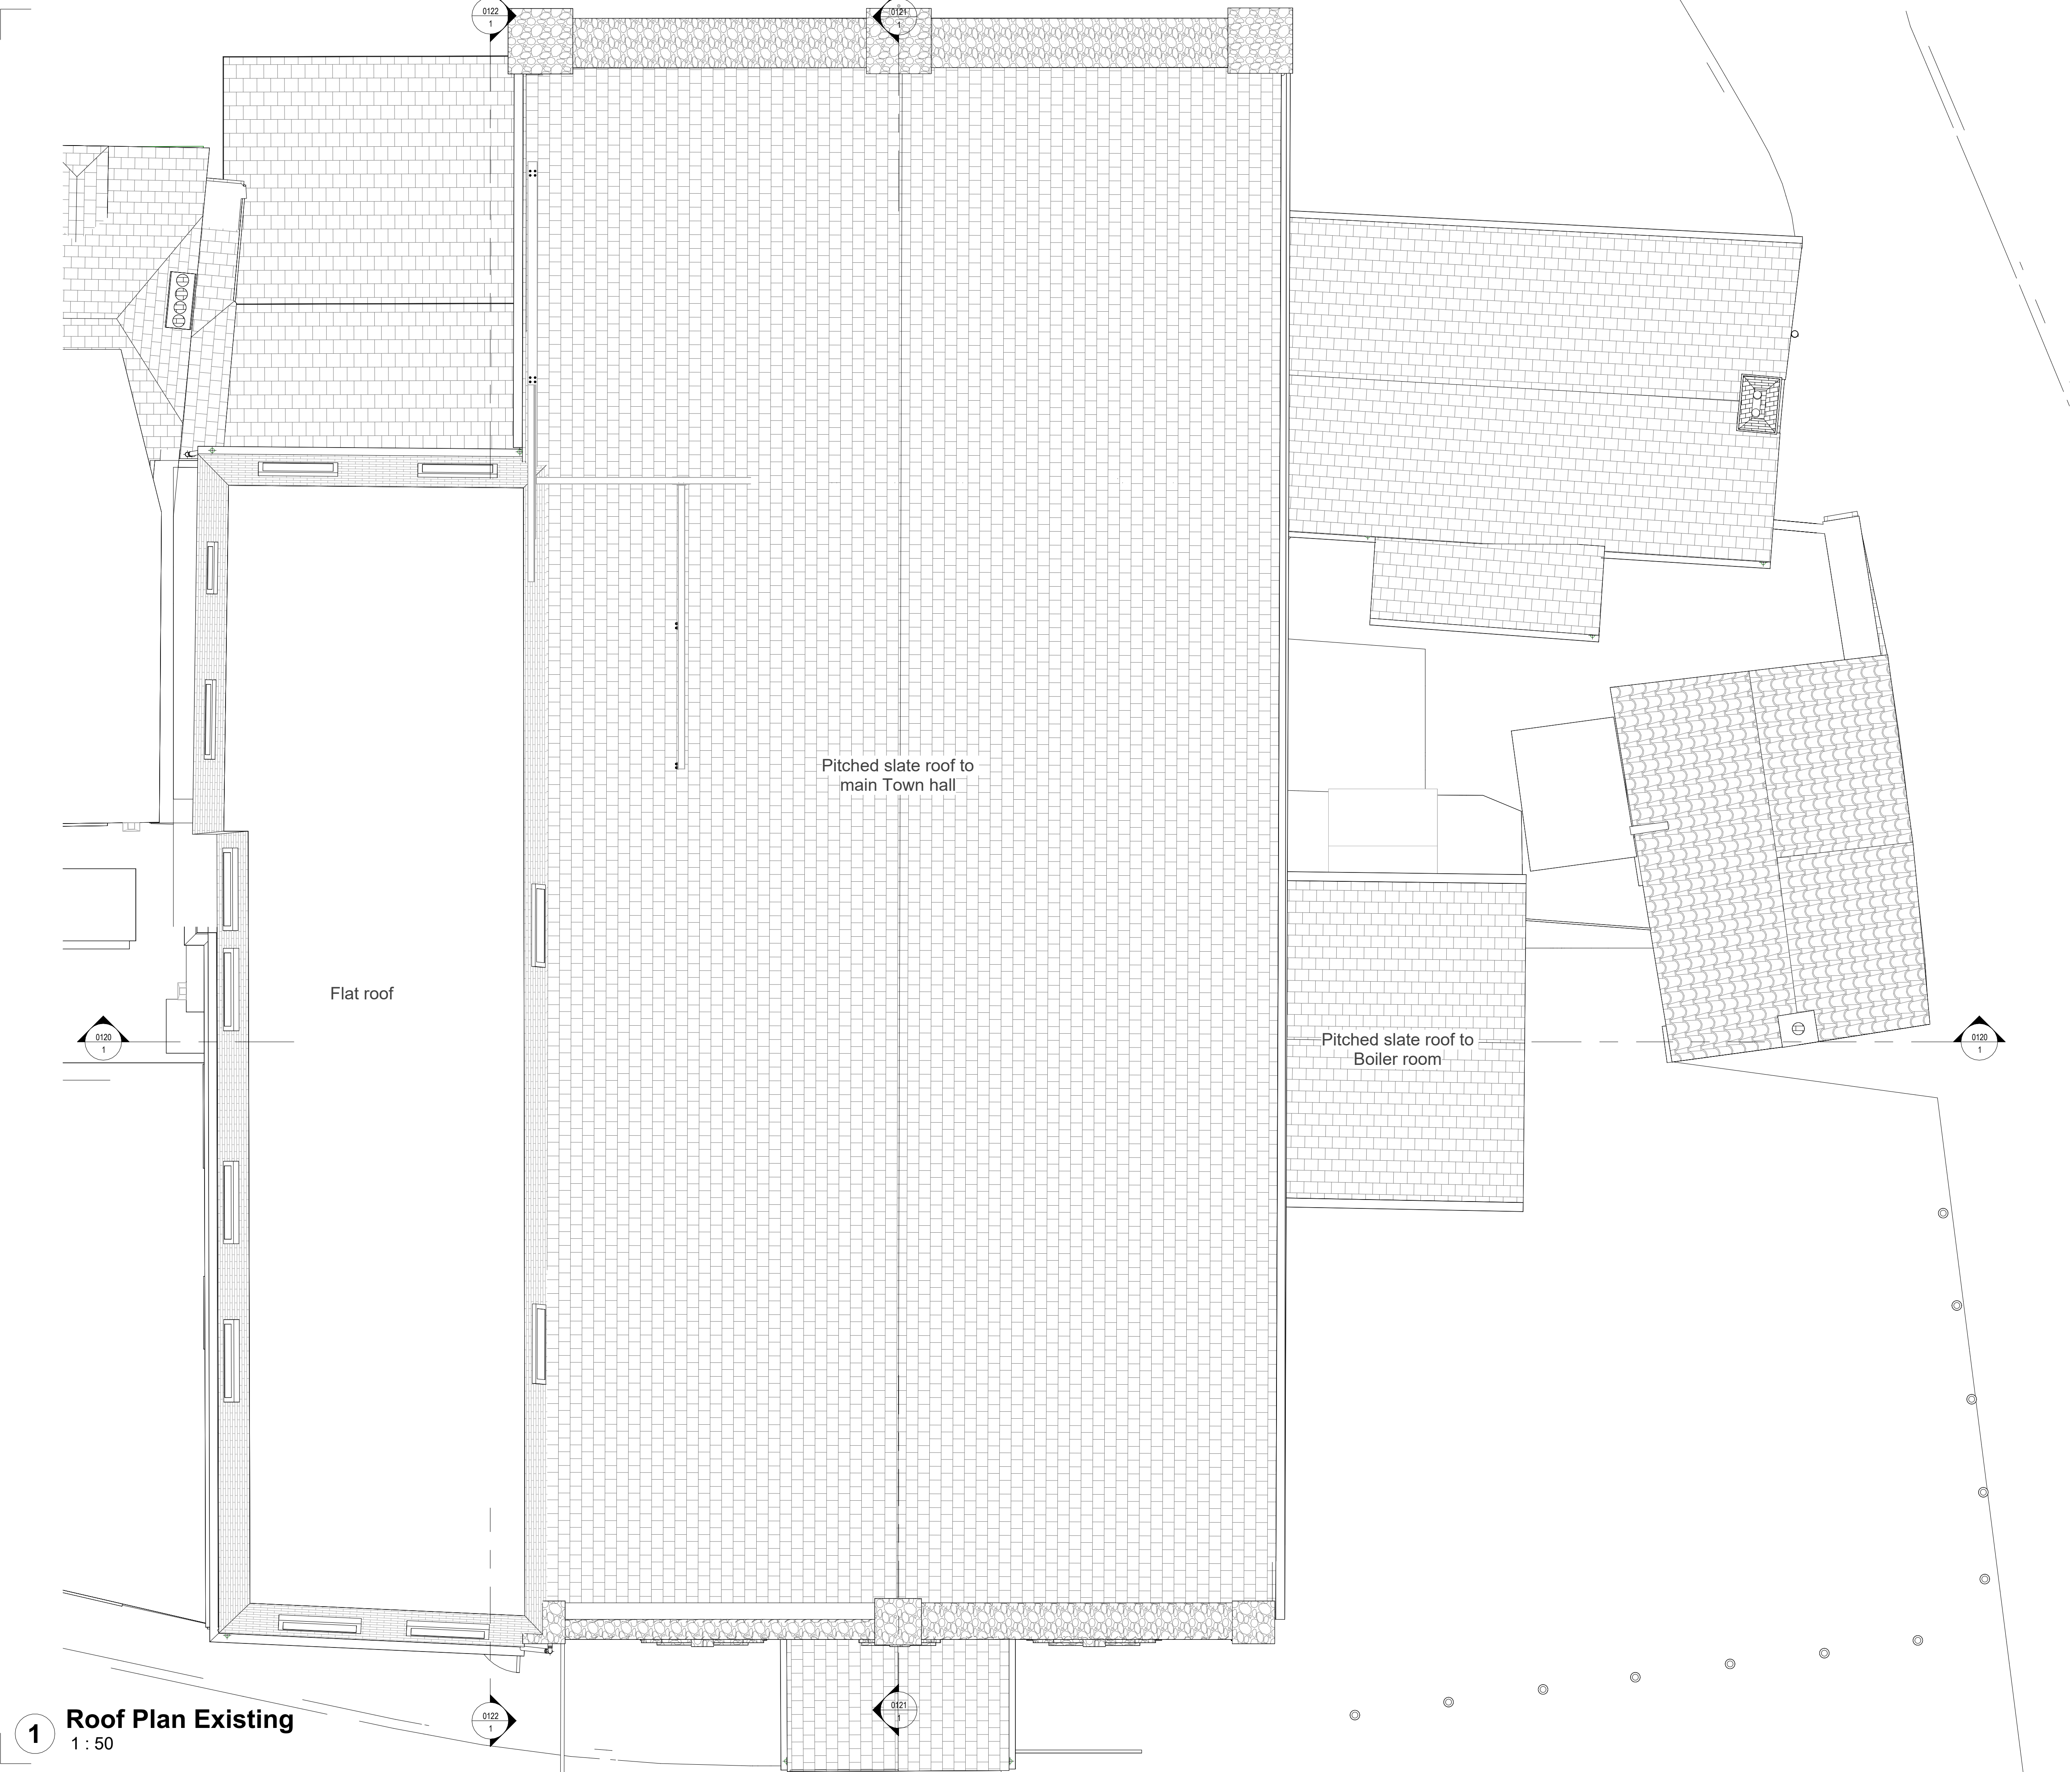 0122
1
0121
1
Pitched slate roof to
main Town hall
Flat roof
0120
1
Pitched slate roof to
Boiler room
0120
1
0122
1
0121
1
1
Roof Plan Existing
1 : 50